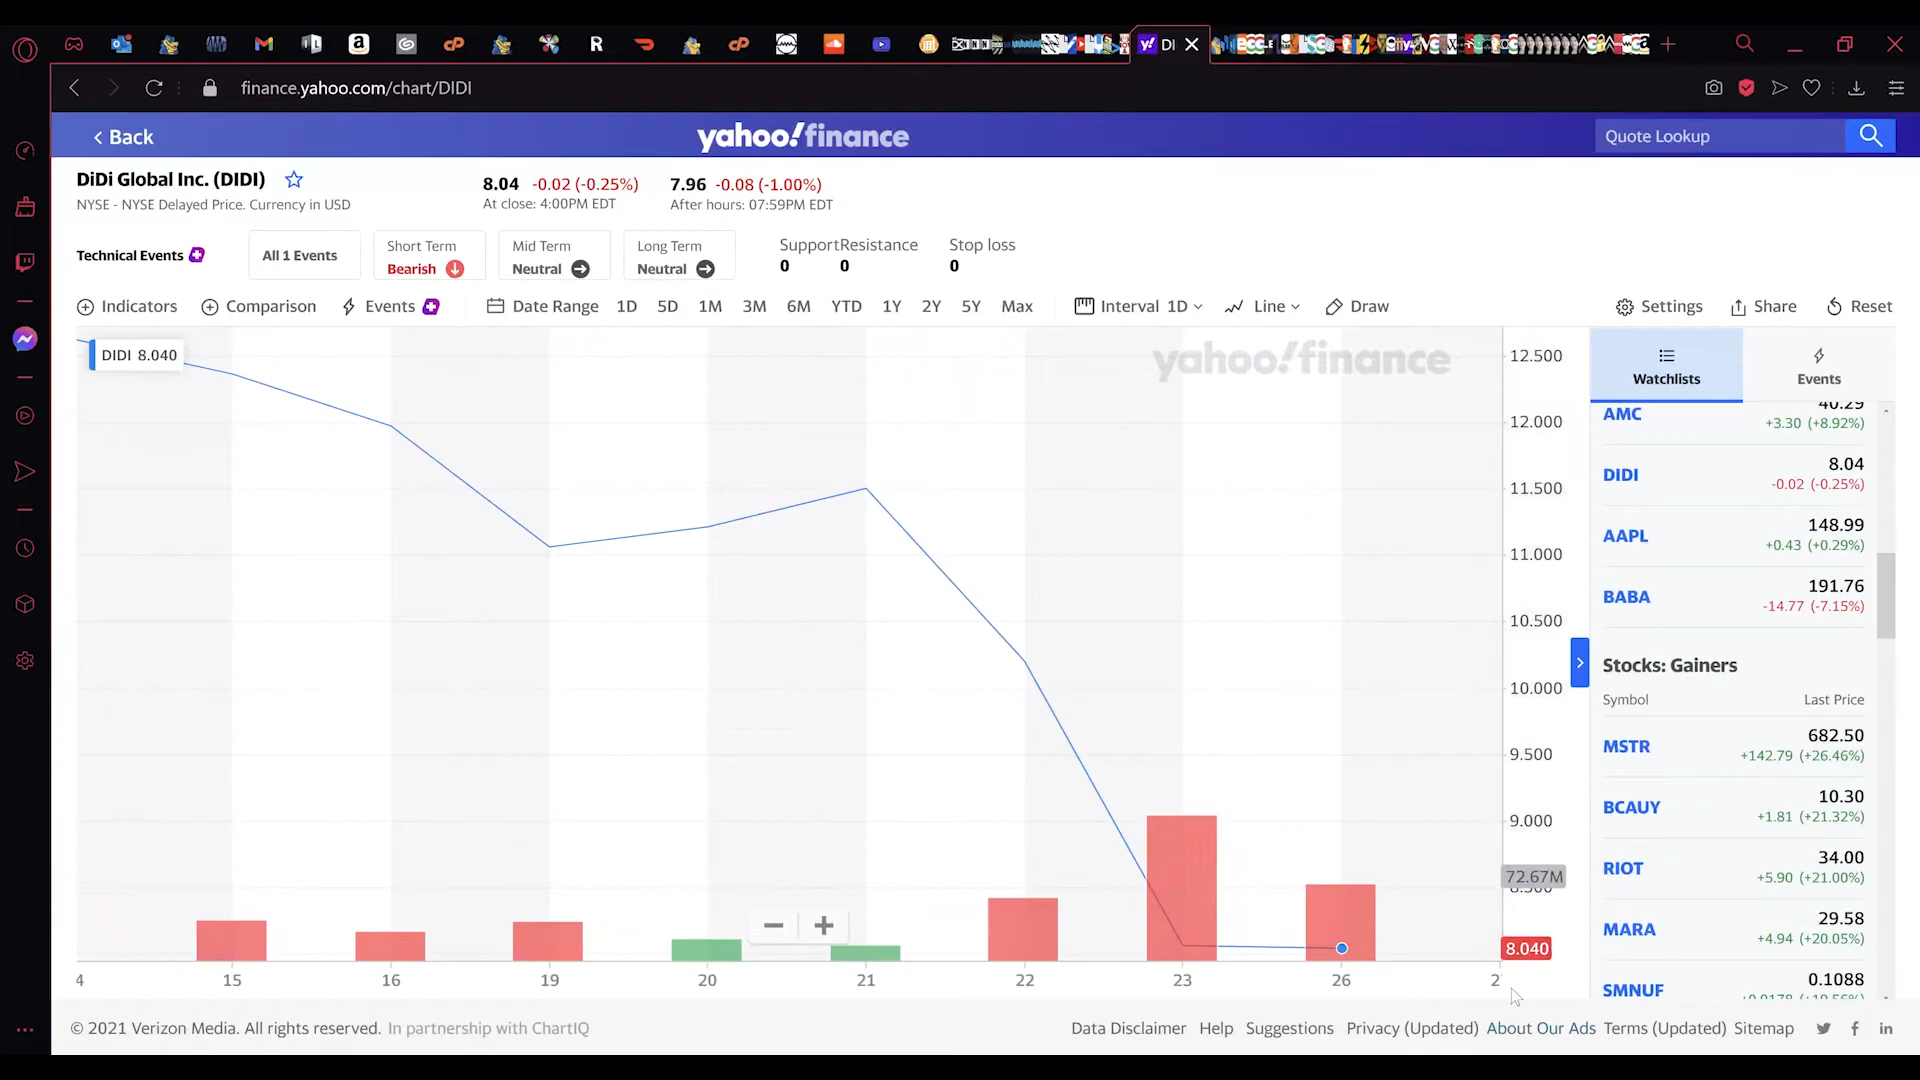 DI
finance.yahoo.com/chart/DIDI
Back
yahoo!finance
Quote Lookup
DiDi Global Inc. (DIDI)
NYSE - NYSE Delayed Price. Currency in USD
8.04 -0.02 (-0.25%)
At close: 4:00PM EDT
7.96 -0.08 (-1.00%)
After hours: 07:59PM EDT
Technical Events
All 1 Events
Short Term
Bearish
Mid Term
Neutral
Long Term
Neutral
Support
0
Resistance
0
Stop loss
0
Indicators Comparison Events Date Range 1D 5D 1M 3M 6M YTD 1Y 2Y 5Y Max Interval 1D Line Draw Settings Share Reset
DIDI 8.040
yahoo!finance
12.500
12.000
11.500
11.000
10.500
10.000
9.500
9.000
72.67M
8.040
4 15 16 19 20 21 22 23 26 2
Watchlists
Events
AMC 40.29
+3.30 (+8.92%)
DIDI 8.04
-0.02 (-0.25%)
AAPL 148.99
+0.43 (+0.29%)
BABA 191.76
-14.77 (-7.15%)
Stocks: Gainers
Symbol Last Price
MSTR 682.50
+142.79 (+26.46%)
BCAUY 10.30
+1.81 (+21.32%)
RIOT 34.00
+5.90 (+21.00%)
MARA 29.58
+4.94 (+20.05%)
SMNUF 0.1088
© 2021 Verizon Media. All rights reserved. In partnership with ChartIQ
Data Disclaimer Help Suggestions Privacy (Updated) About Our Ads Terms (Updated) Sitemap